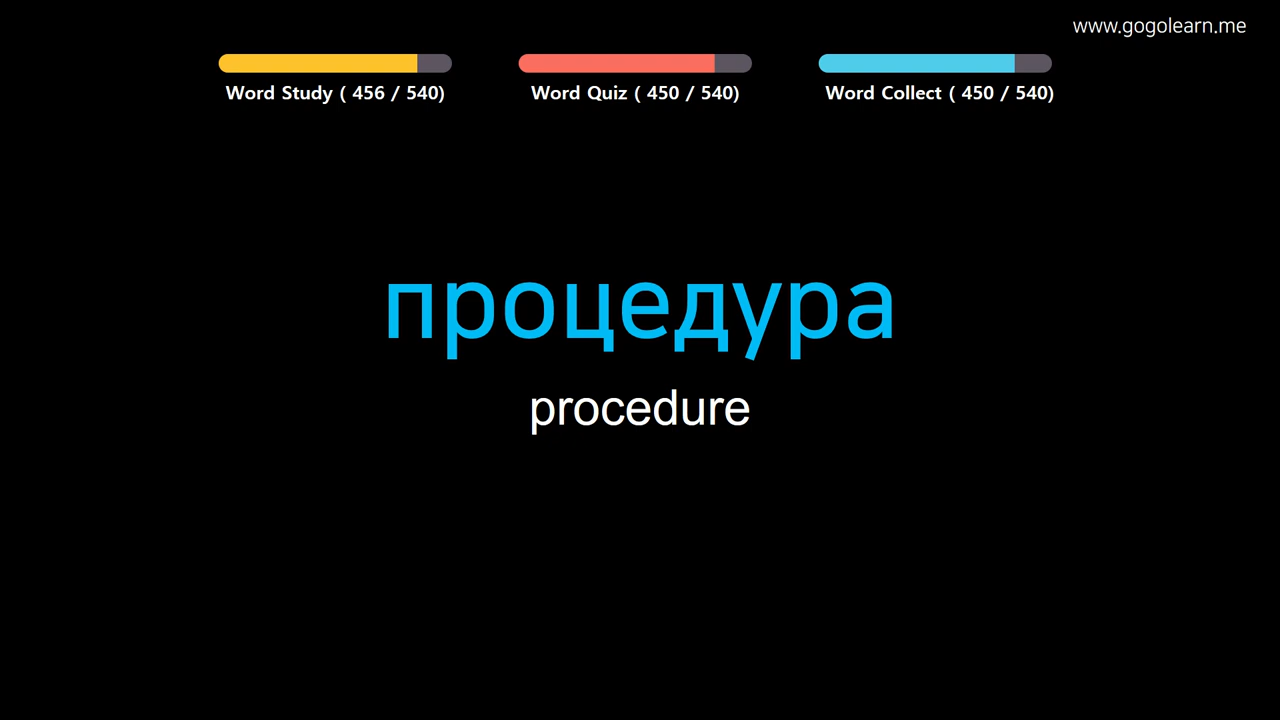 www.gogolearn.me
Word Study ( 456 / 540)
Word Quiz ( 450 / 540)
Word Collect ( 450 / 540)
процедура
procedure